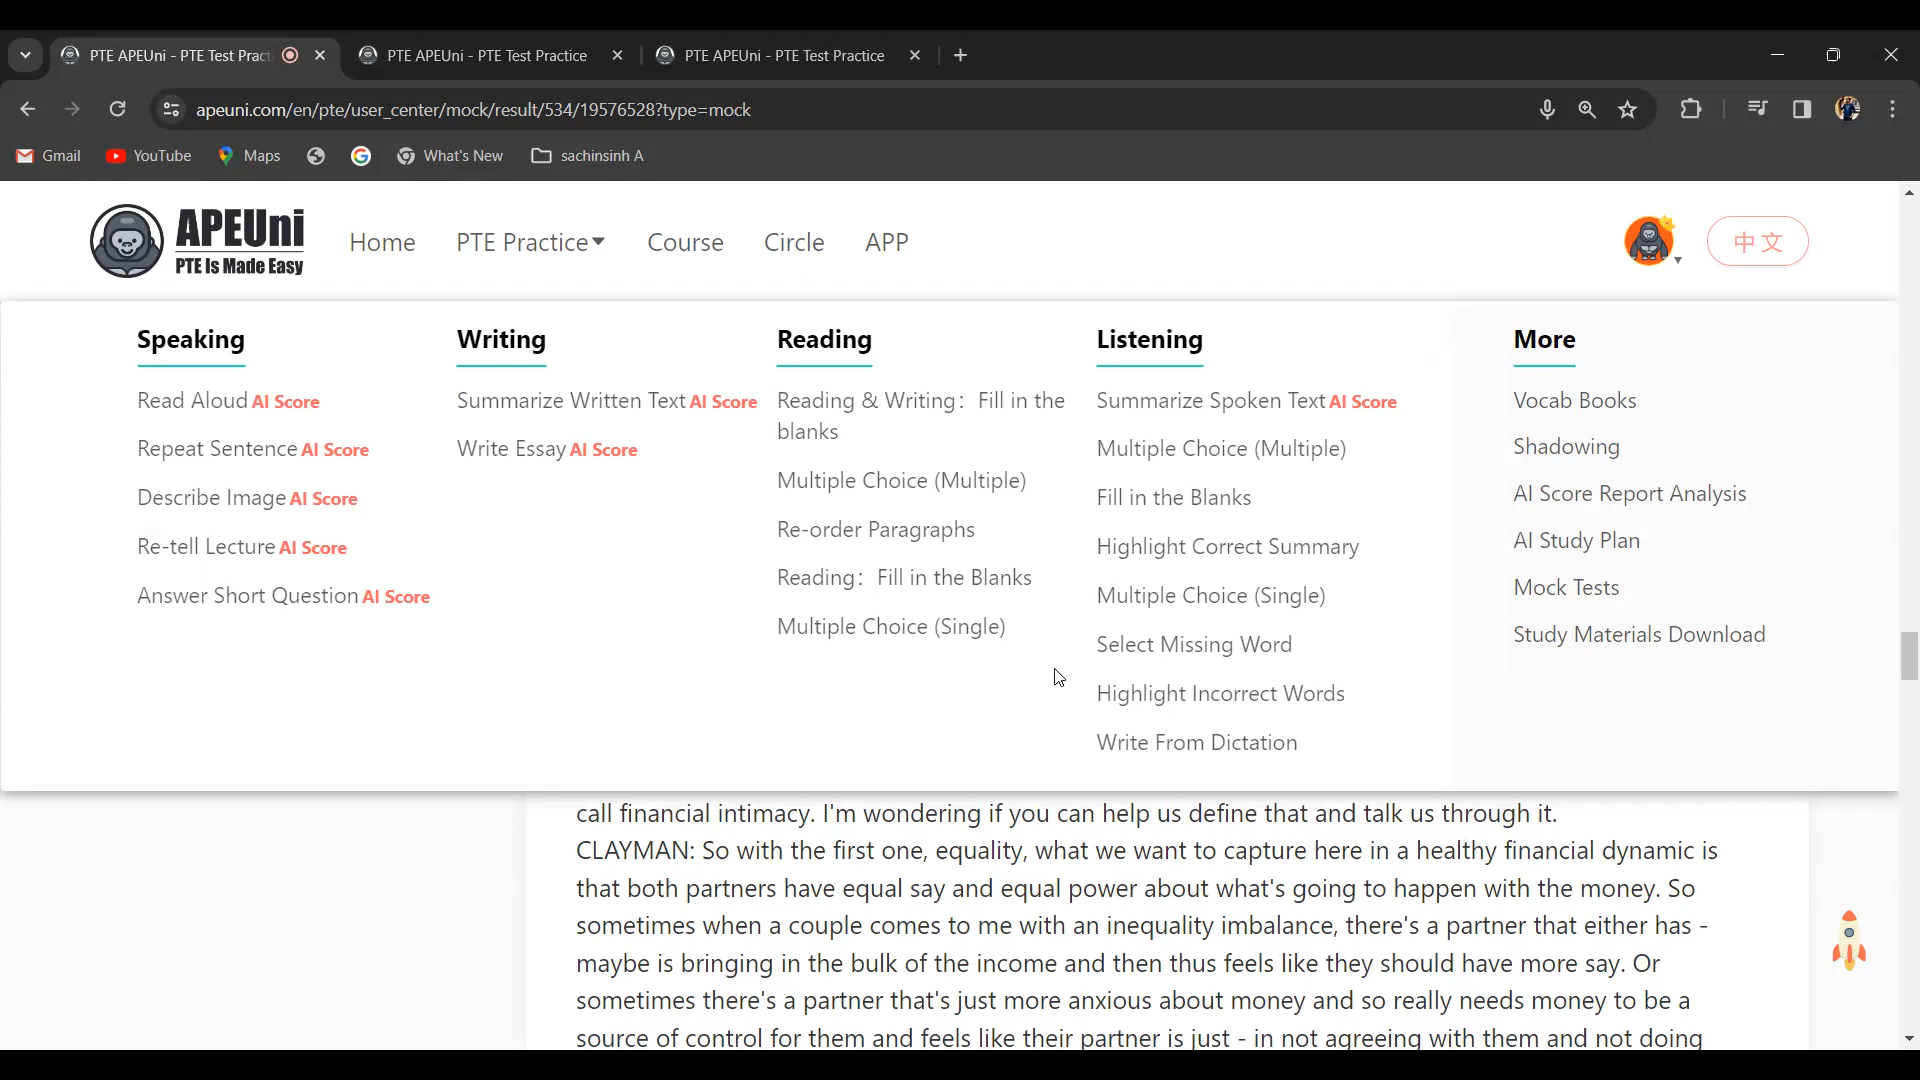 PTE APEUni - PTE Test Pract
PTE APEUni - PTE Test Practice
PTE APEUni - PTE Test Practice
apeuni.com/en/pte/user_center/mock/result/534/19576528?type=mock
Gmail
YouTube
Maps
What's New
sachinsinh A
APEUni
PTE Is Made Easy
Home
PTE Practice
Course
Circle
APP
中文
Speaking
Read Aloud AI Score
Repeat Sentence AI Score
Describe Image AI Score
Re-tell Lecture AI Score
Answer Short Question AI Score
Writing
Summarize Written Text AI Score
Write Essay AI Score
Reading
Reading & Writing：Fill in the
blanks
Multiple Choice (Multiple)
Re-order Paragraphs
Reading：Fill in the Blanks
Multiple Choice (Single)
Listening
Summarize Spoken Text AI Score
Multiple Choice (Multiple)
Fill in the Blanks
Highlight Correct Summary
Multiple Choice (Single)
Select Missing Word
Highlight Incorrect Words
Write From Dictation
More
Vocab Books
Shadowing
AI Score Report Analysis
AI Study Plan
Mock Tests
Study Materials Download
call financial intimacy. I'm wondering if you can help us define that and talk us through it.
CLAYMAN: So with the first one, equality, what we want to capture here in a healthy financial dynamic is
that both partners have equal say and equal power about what's going to happen with the money. So
sometimes when a couple comes to me with an inequality imbalance, there's a partner that either has -
maybe is bringing in the bulk of the income and then thus feels like they should have more say. Or
sometimes there's a partner that's just more anxious about money and so really needs money to be a
source of control for them and feels like their partner is just - in not agreeing with them and not doing